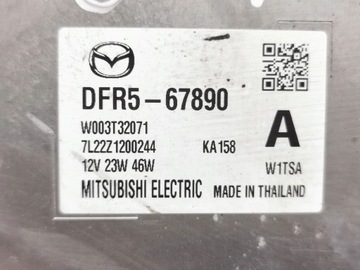 DFR5-67890
W003T32071
7L22Z1200244 KA158
12V 23W 46W
A
W1TSA
MITSUBISHI ELECTRIC MADE IN THAILAND